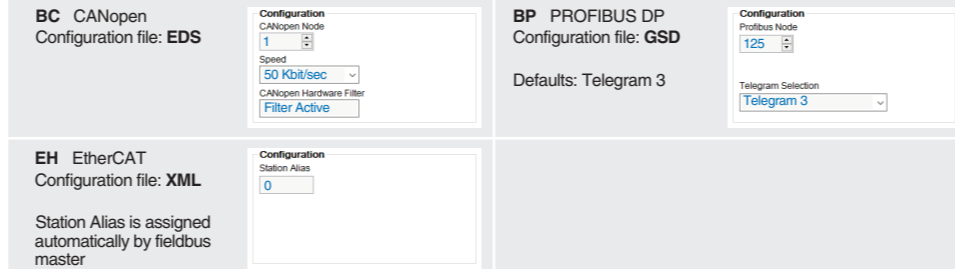 BC CANopen
Configuration file: EDS
Configuration
CANopen Node
1
Speed
50 Kbit/sec
CANopen Hardware Filter
Filter Active
BP PROFIBUS DP
Configuration file: GSD
Defaults: Telegram 3
Configuration
Profibus Node
125
Telegram Selection
Telegram 3
EH EtherCAT
Configuration file: XML
Station Alias is assigned
automatically by fieldbus
master
Configuration
Station Alias
0